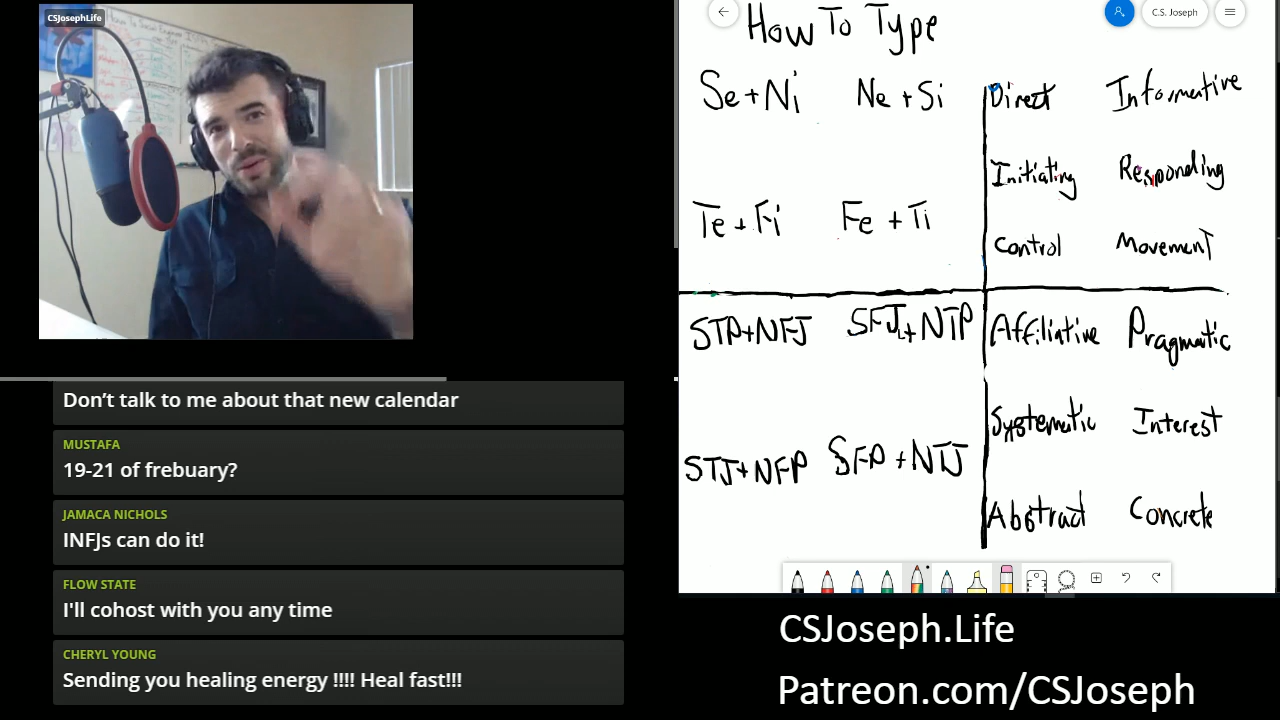 CSJosephLife
Don't talk to me about that new calendar
MUSTAFA
19-21 of frebuary?
JAMACA NICHOLS
INFJs can do it!
FLOW STATE
I'll cohost with you any time
CHERYL YOUNG
Sending you healing energy !!!! Heal fast!!!
C.S. Joseph
How To Type
Se + Ni Ne + Si Direct Informative
Initiating Responding
Te + Fi Fe + Ti
Control Movement
STP+NFJ SFJ+NTP Affiliative Pragmatic
Systematic Interest
STJ+NFP SFP+NTJ
Abstract Concrete
CSJoseph.Life
Patreon.com/CSJoseph